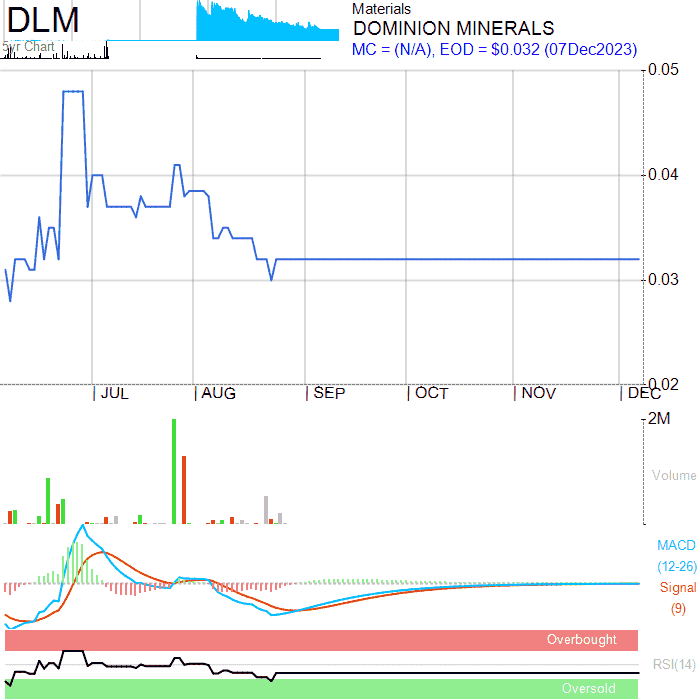 DLM
5yr Chart
Materials
DOMINION MINERALS
MC = (N/A), EOD = $0.032 (07Dec2023)
0.05
0.04
0.03
0.02
JUL
AUG
SEP
OCT
NOV
DEC
2M
Volume
MACD
(12-26)
Signal
(9)
Overbought
RSI(14)
Oversold